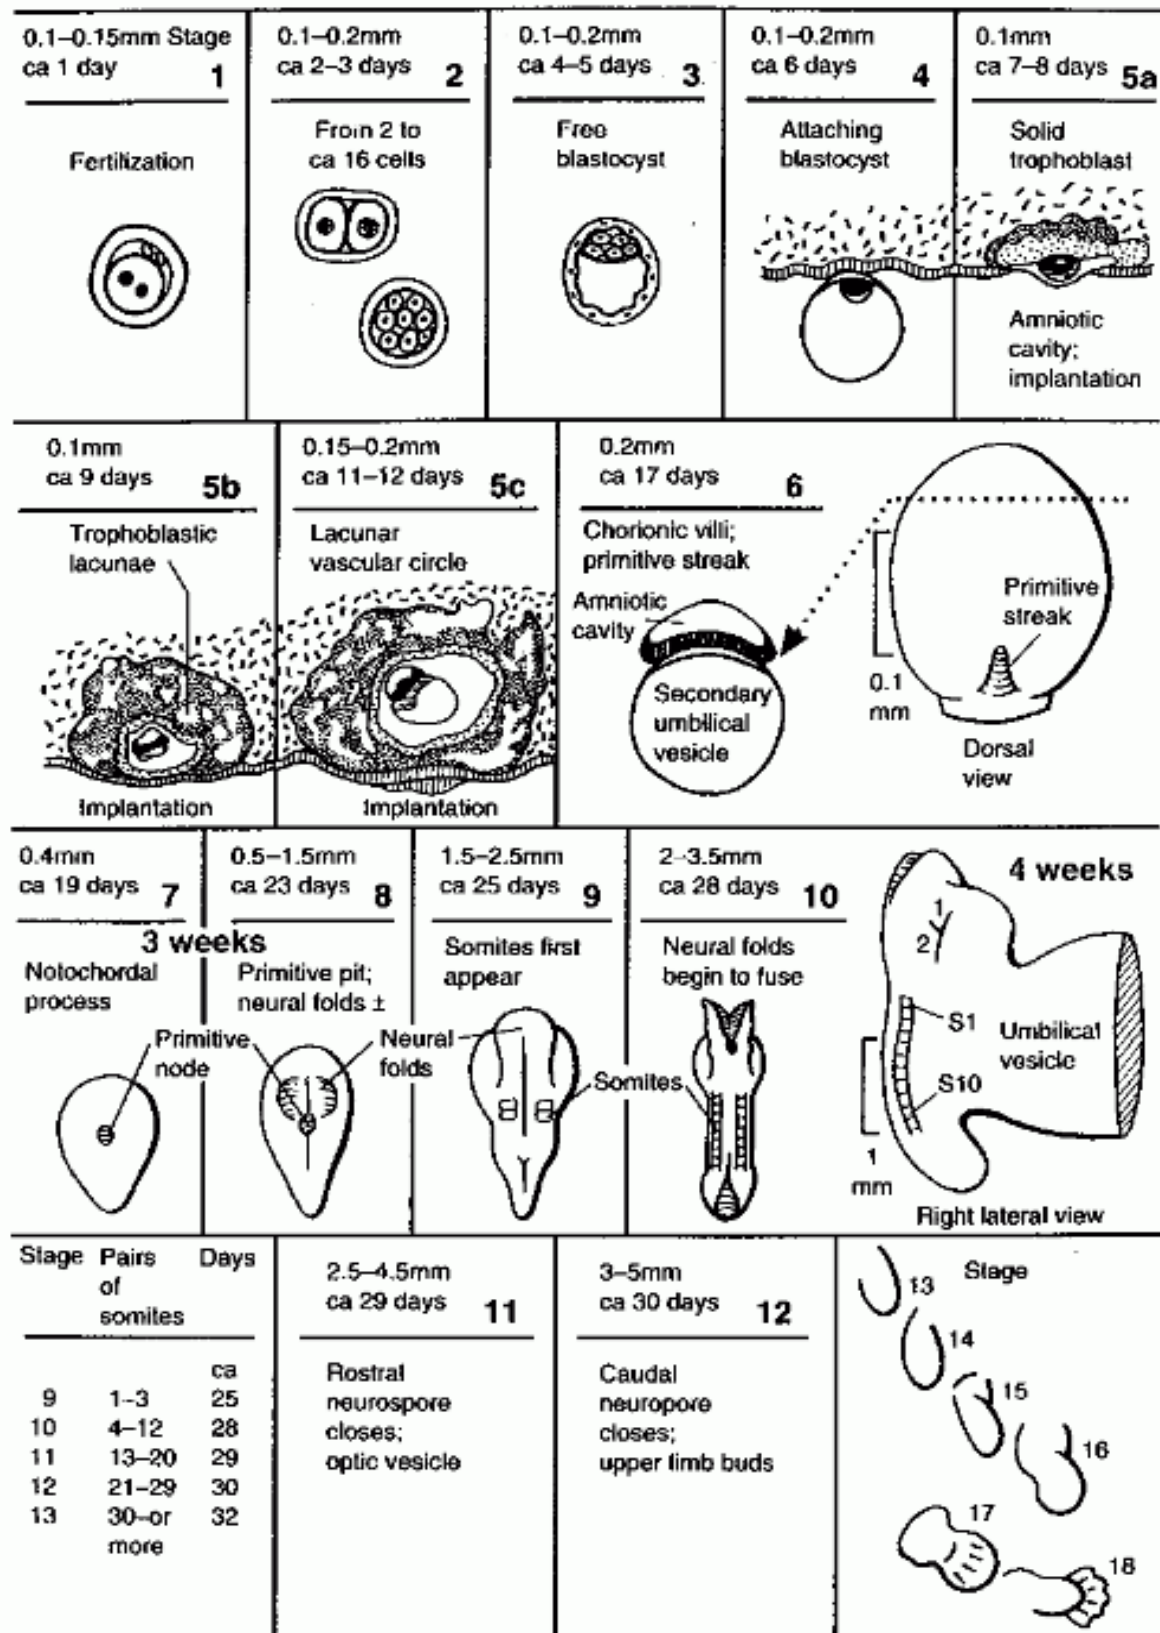 0.1–0.15mm Stage
ca 1 day 1
Fertilization
0.1–0.2mm
ca 2–3 days 2
From 2 to
ca 16 cells
0.1–0.2mm
ca 4–5 days 3
Free
blastocyst
0.1–0.2mm
ca 6 days 4
Attaching
blastocyst
0.1mm
ca 7–8 days 5a
Solid
trophoblast
Amniotic
cavity;
implantation
0.1mm
ca 9 days 5b
Trophoblastic
lacunae
Implantation
0.15–0.2mm
ca 11–12 days 5c
Lacunar
vascular circle
Implantation
0.2mm
ca 17 days 6
Chorionic villi;
primitive streak
Amniotic
cavity
Secondary
umbilical
vesicle
Primitive
streak
0.1
mm
Dorsal
view
0.4mm
ca 19 days 7
3 weeks
Notochordal
process
Primitive
node
0.5–1.5mm
ca 23 days 8
Primitive pit;
neural folds ±
Neural
folds
1.5–2.5mm
ca 25 days 9
Somites first
appear
Somites
2–3.5mm
ca 28 days 10
Neural folds
begin to fuse
4 weeks
1
2
S1
Umbilical
vesicle
S10
1
mm
Right lateral view
Stage Pairs Days
of
somites
ca
9 1–3 25
10 4–12 28
11 13–20 29
12 21–29 30
13 30–or 32
more
2.5–4.5mm
ca 29 days 11
Rostral
neurospore
closes;
optic vesicle
3–5mm
ca 30 days 12
Caudal
neuropore
closes;
upper limb buds
Stage
13
14
15
16
17
18